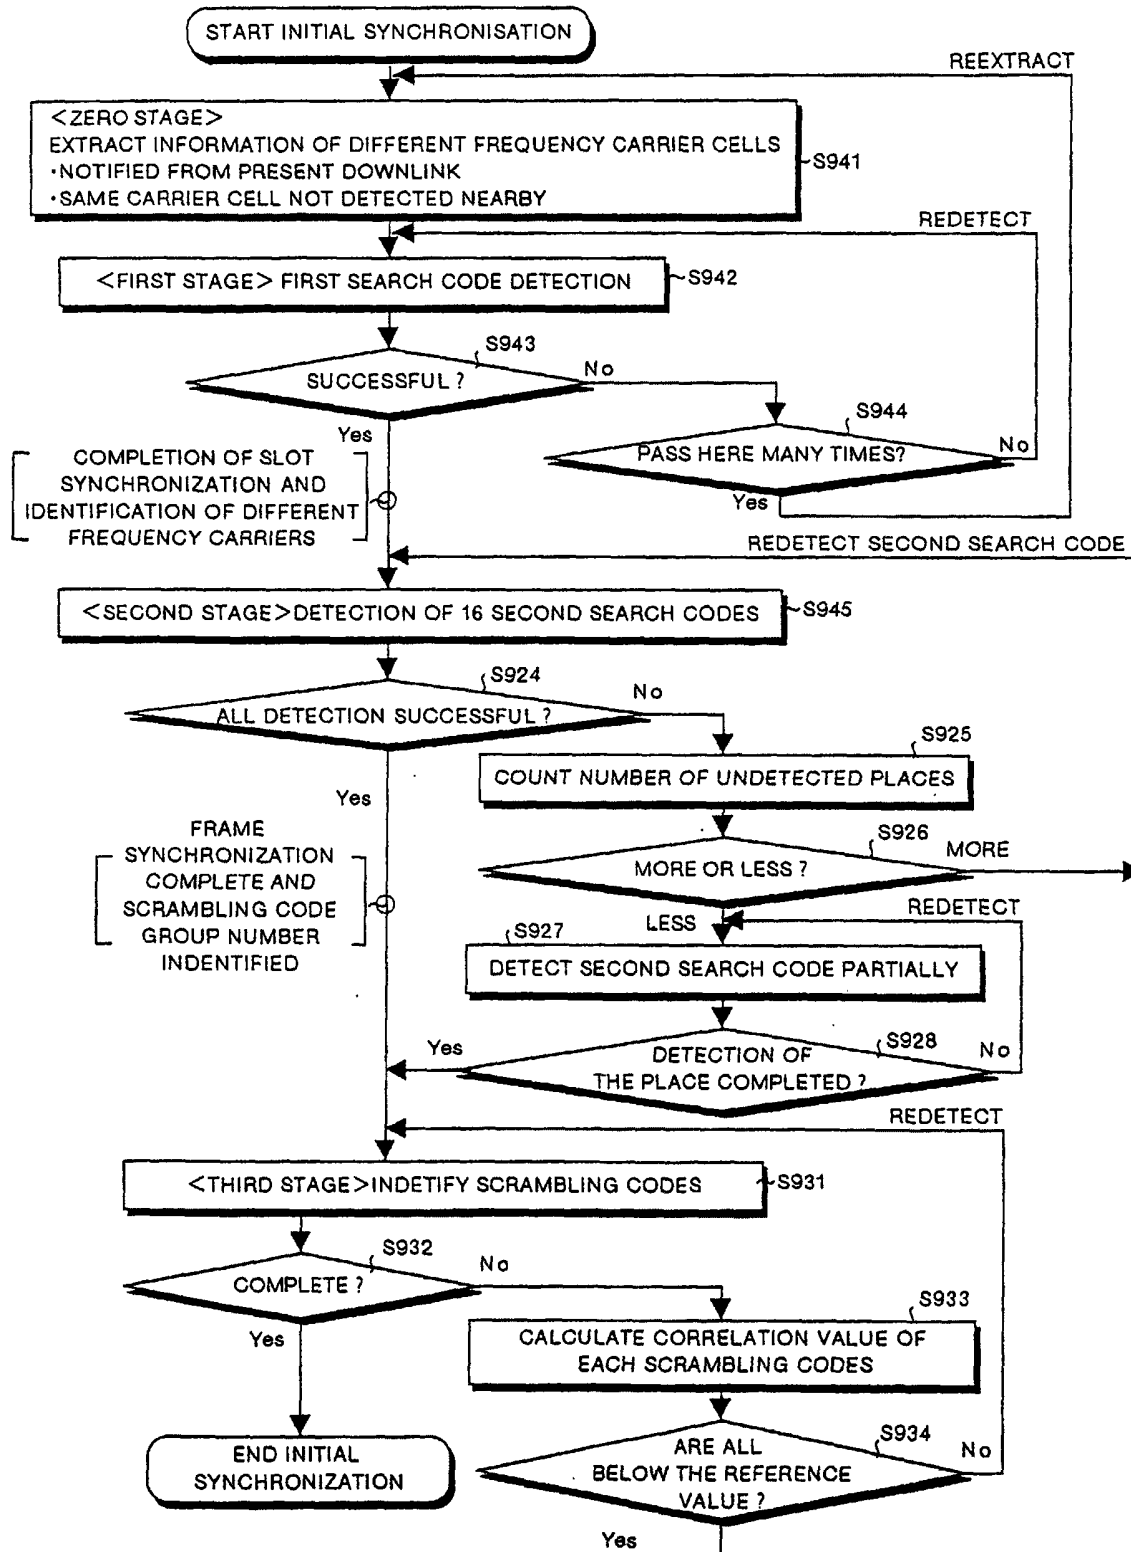 START INITIAL SYNCHRONISATION
REEXTRACT
<ZERO STAGE>
EXTRACT INFORMATION OF DIFFERENT FREQUENCY CARRIER CELLS
·NOTIFIED FROM PRESENT DOWNLINK
·SAME CARRIER CELL NOT DETECTED NEARBY
S941
REDETECT
<FIRST STAGE> FIRST SEARCH CODE DETECTION
S942
S943
SUCCESSFUL ?
No
Yes
S944
PASS HERE MANY TIMES?
No
Yes
COMPLETION OF SLOT
SYNCHRONIZATION AND
IDENTIFICATION OF DIFFERENT
FREQUENCY CARRIERS
REDETECT SECOND SEARCH CODE
<SECOND STAGE>DETECTION OF 16 SECOND SEARCH CODES
S945
S924
ALL DETECTION SUCCESSFUL ?
No
Yes
S925
COUNT NUMBER OF UNDETECTED PLACES
S926
MORE OR LESS ?
MORE
LESS
FRAME
SYNCHRONIZATION
COMPLETE AND
SCRAMBLING CODE
GROUP NUMBER
INDENTIFIED
REDETECT
S927
DETECT SECOND SEARCH CODE PARTIALLY
S928
DETECTION OF
THE PLACE COMPLETED ?
Yes
No
REDETECT
<THIRD STAGE>INDETIFY SCRAMBLING CODES
S931
S932
COMPLETE ?
No
Yes
S933
CALCULATE CORRELATION VALUE OF
EACH SCRAMBLING CODES
S934
ARE ALL
BELOW THE REFERENCE
VALUE ?
No
Yes
END INITIAL
SYNCHRONIZATION